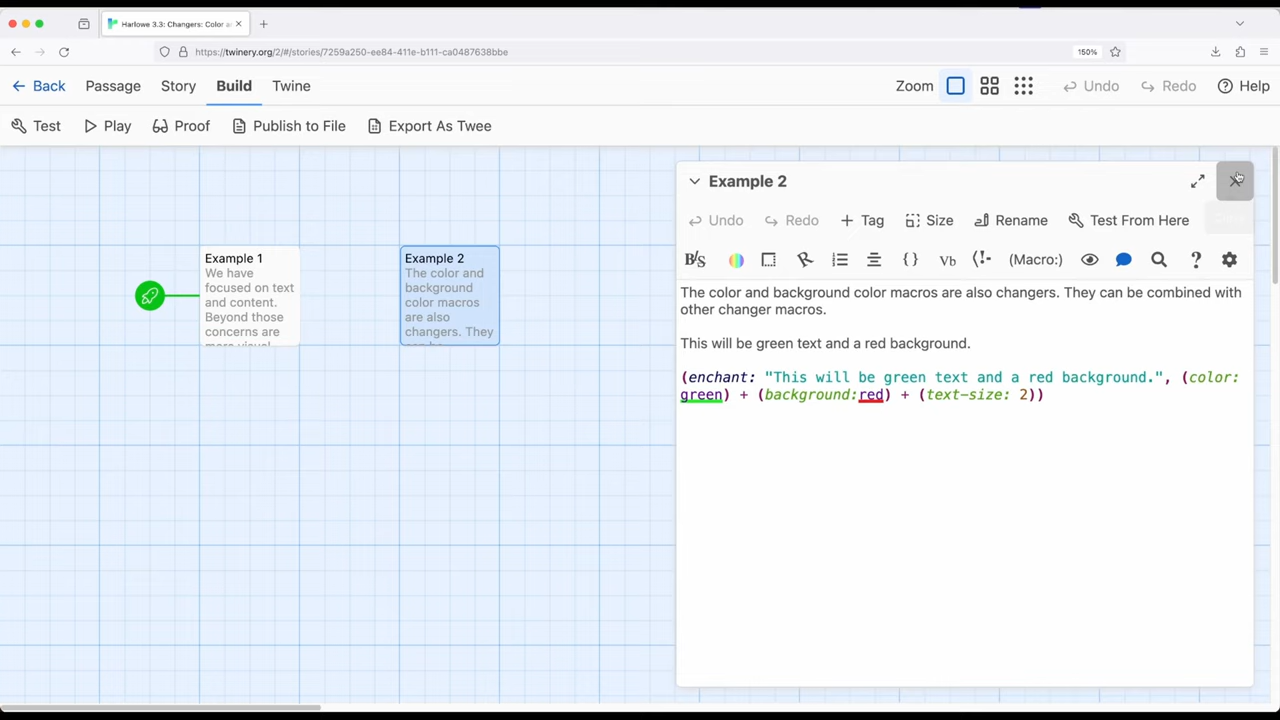 Harlowe 3.3: Changers: Color a
https://twinery.org/2/#/stories/7259a250-ee84-411e-b111-ca0487638bbe
150%
Back Passage Story Build Twine Zoom Undo Redo Help
Test Play Proof Publish to File Export As Twee
Example 2
Undo Redo + Tag Size Rename Test From Here
(Macro:)
Example 1
We have
focused on text
and content.
Beyond those
concerns are
more visual
Example 2
The color and
background
color macros
are also
changers. They
can be
The color and background color macros are also changers. They can be combined with
other changer macros.
This will be green text and a red background.
(enchant: "This will be green text and a red background.", (color:
green) + (background:red) + (text-size: 2))